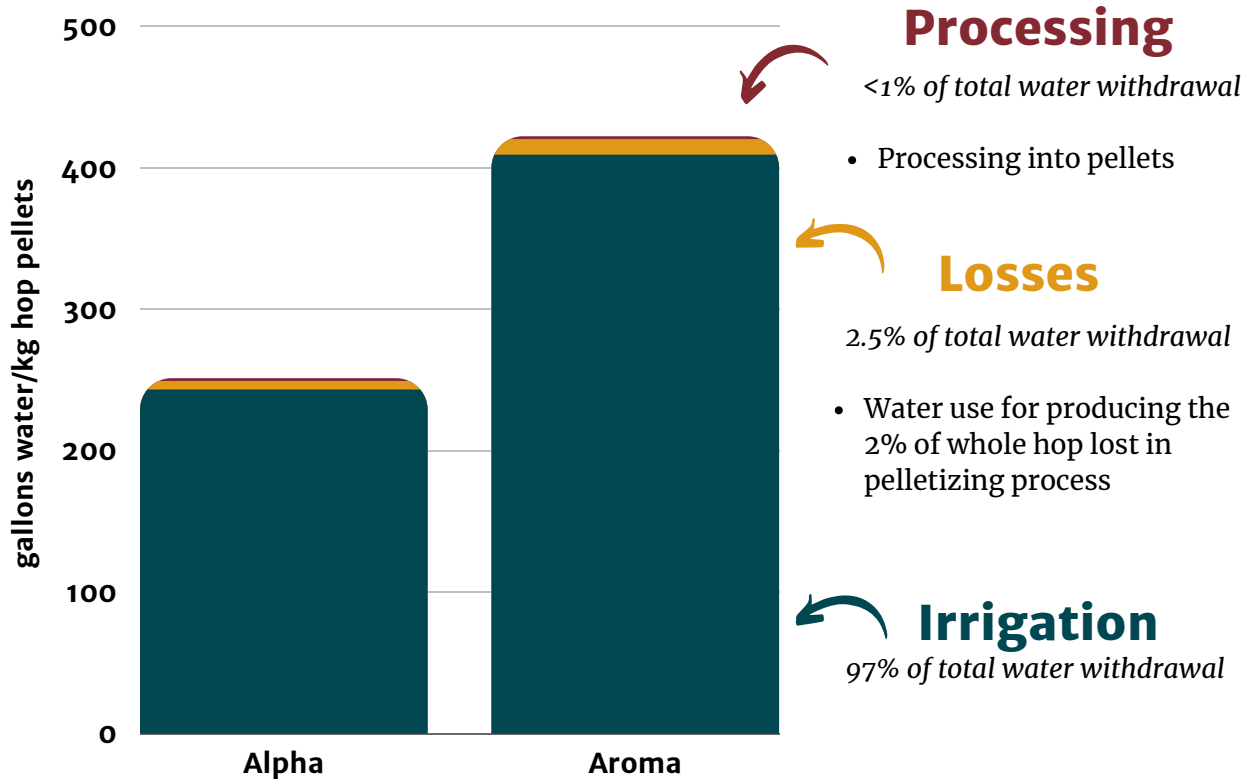 500
400
300
200
100
0
gallons water/kg hop pellets
Alpha
Aroma
Processing
<1% of total water withdrawal
• Processing into pellets
Losses
2.5% of total water withdrawal
• Water use for producing the
2% of whole hop lost in
pelletizing process
Irrigation
97% of total water withdrawal